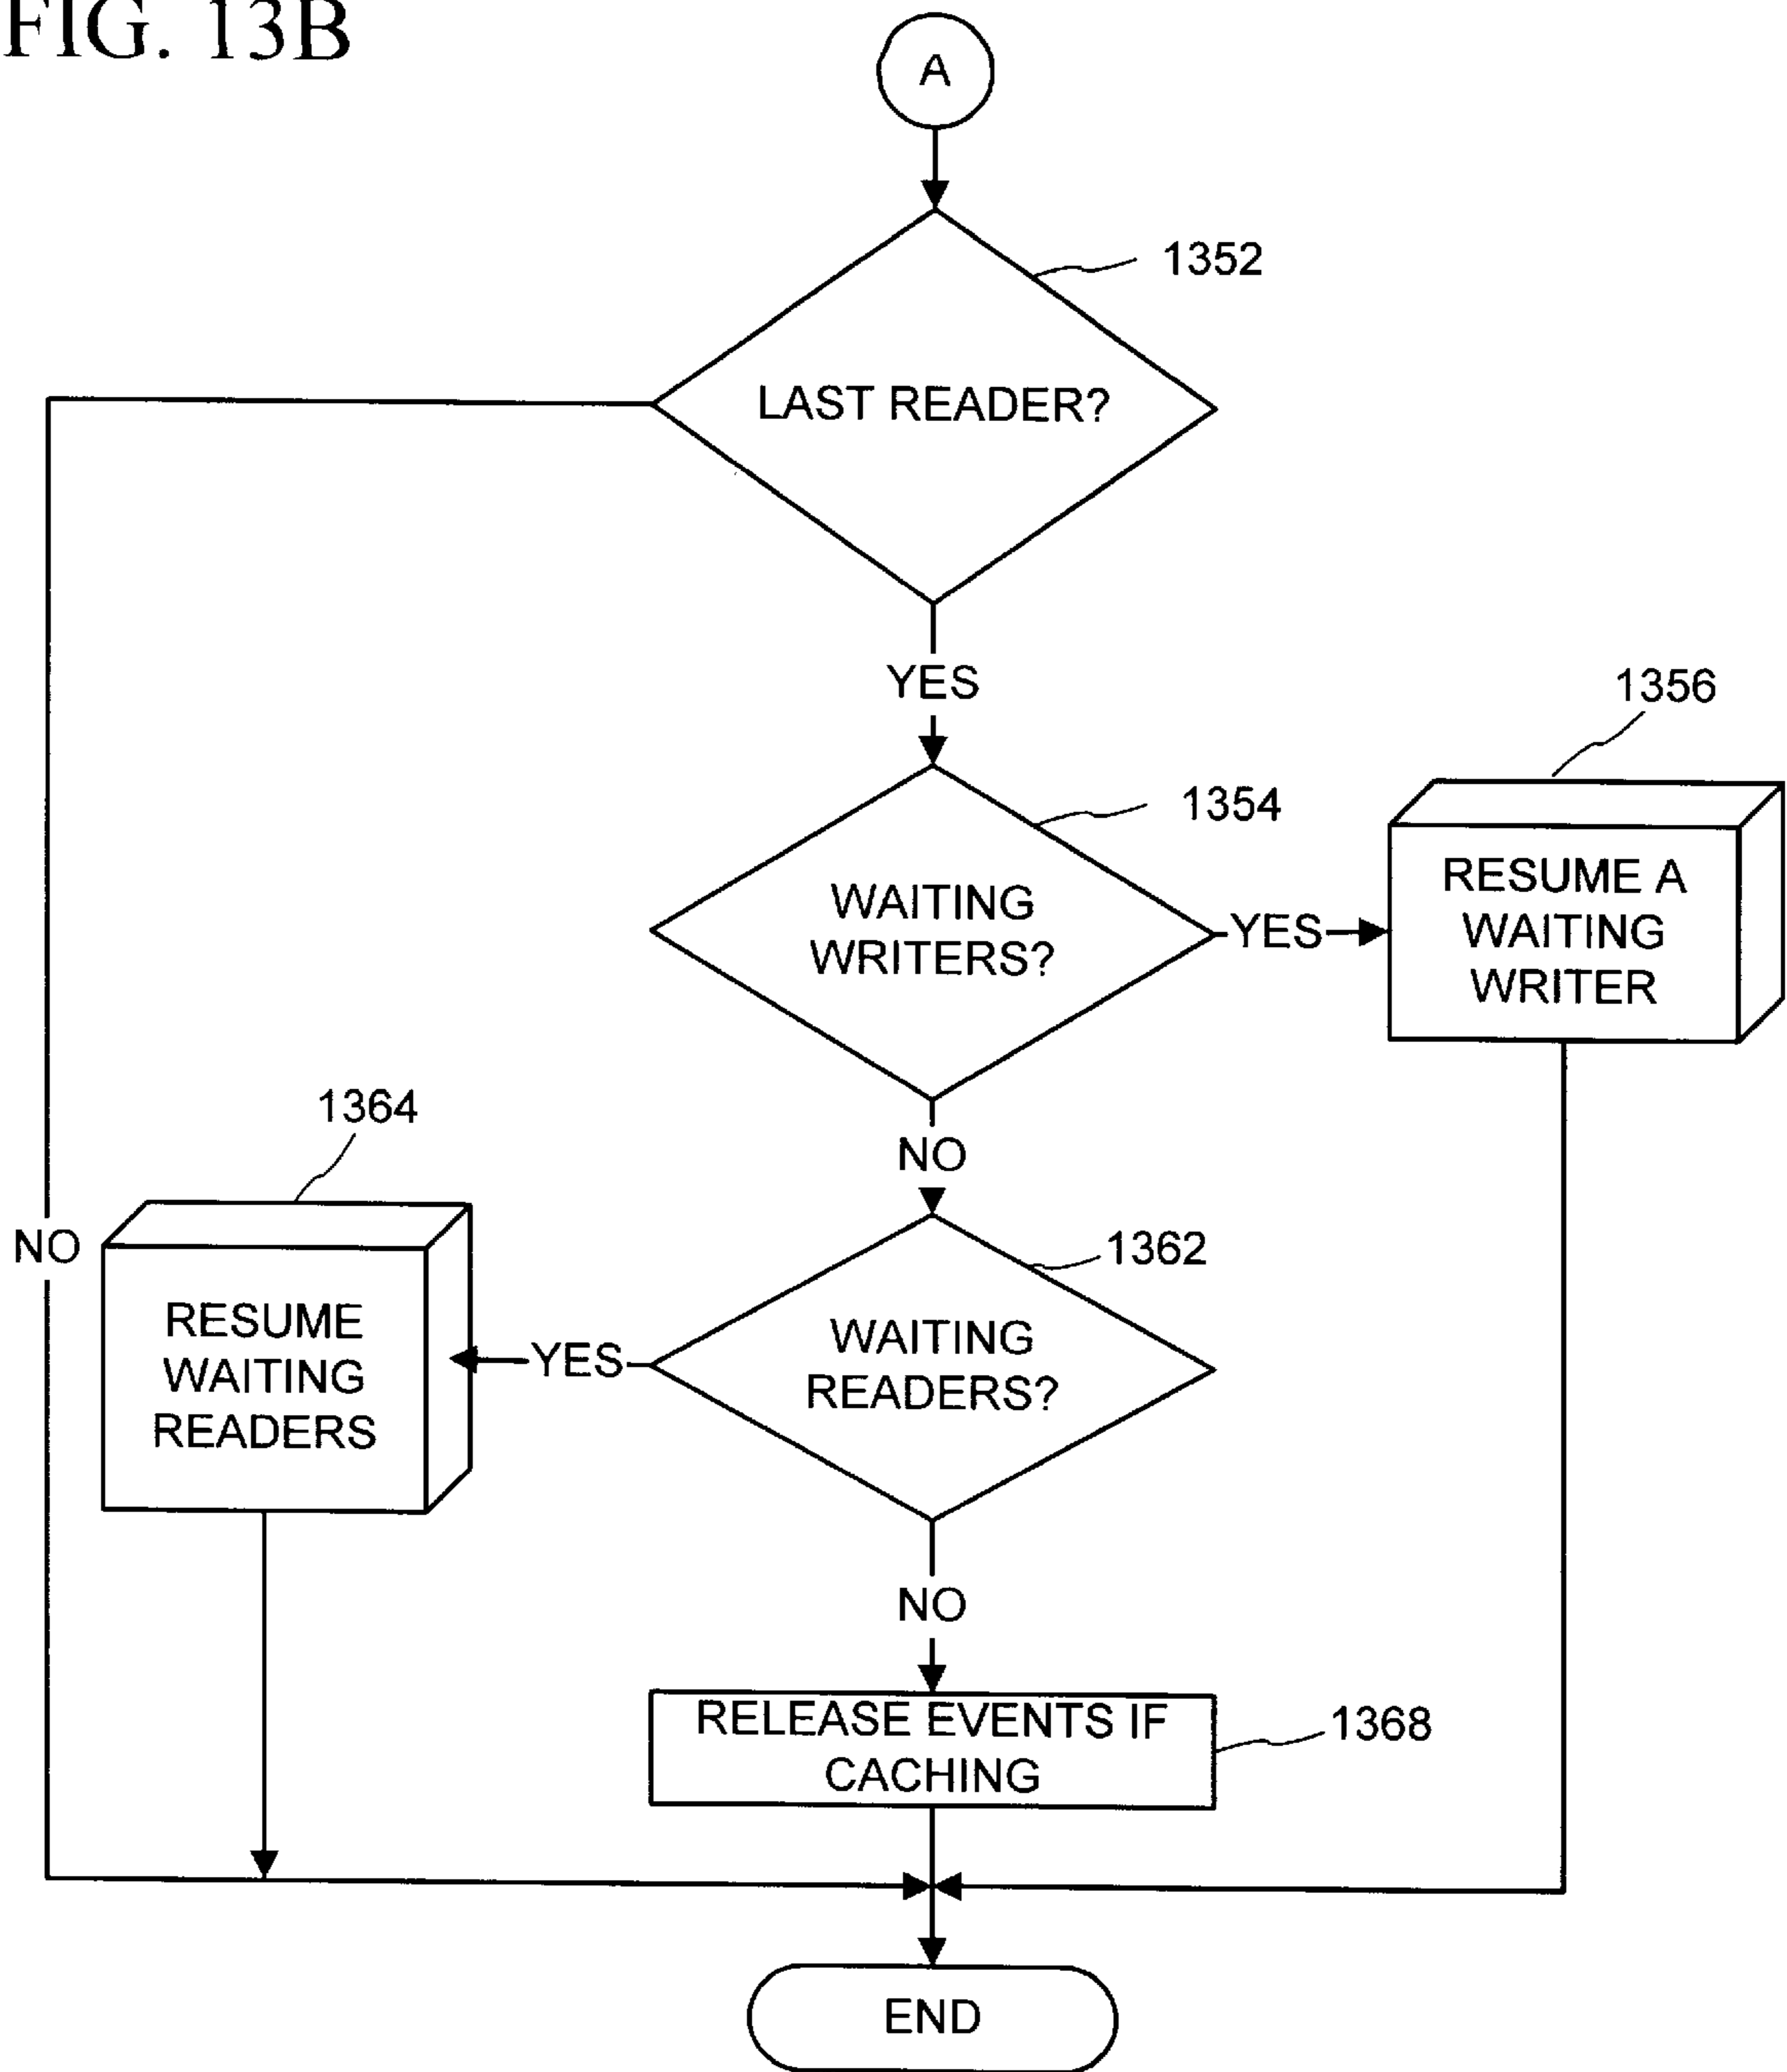 FIG. 13B
A
1352
LAST READER?
YES
1356
1354
WAITING
WRITERS?
YES
RESUME A
WAITING
WRITER
1364
NO
NO
1362
RESUME
WAITING
READERS
YES
WAITING
READERS?
NO
RELEASE EVENTS IF
CACHING
1368
END